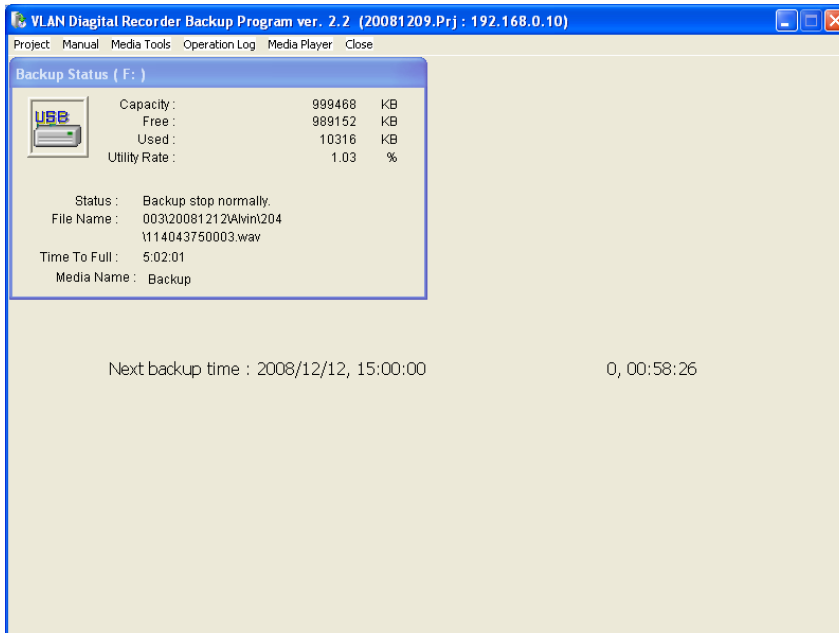 VLAN Diagital Recorder Backup Program ver. 2.2 (20081209.Prj : 192.168.0.10)
Project Manual Media Tools Operation Log Media Player Close
Backup Status ( F: )
USB
Capacity : 999468 KB
Free : 989152 KB
Used : 10316 KB
Utility Rate : 1.03 %
Status : Backup stop normally.
File Name : 003\20081212\Alvin\204
\114043750003.wav
Time To Full : 5:02:01
Media Name : Backup
Next backup time : 2008/12/12, 15:00:00 0, 00:58:26